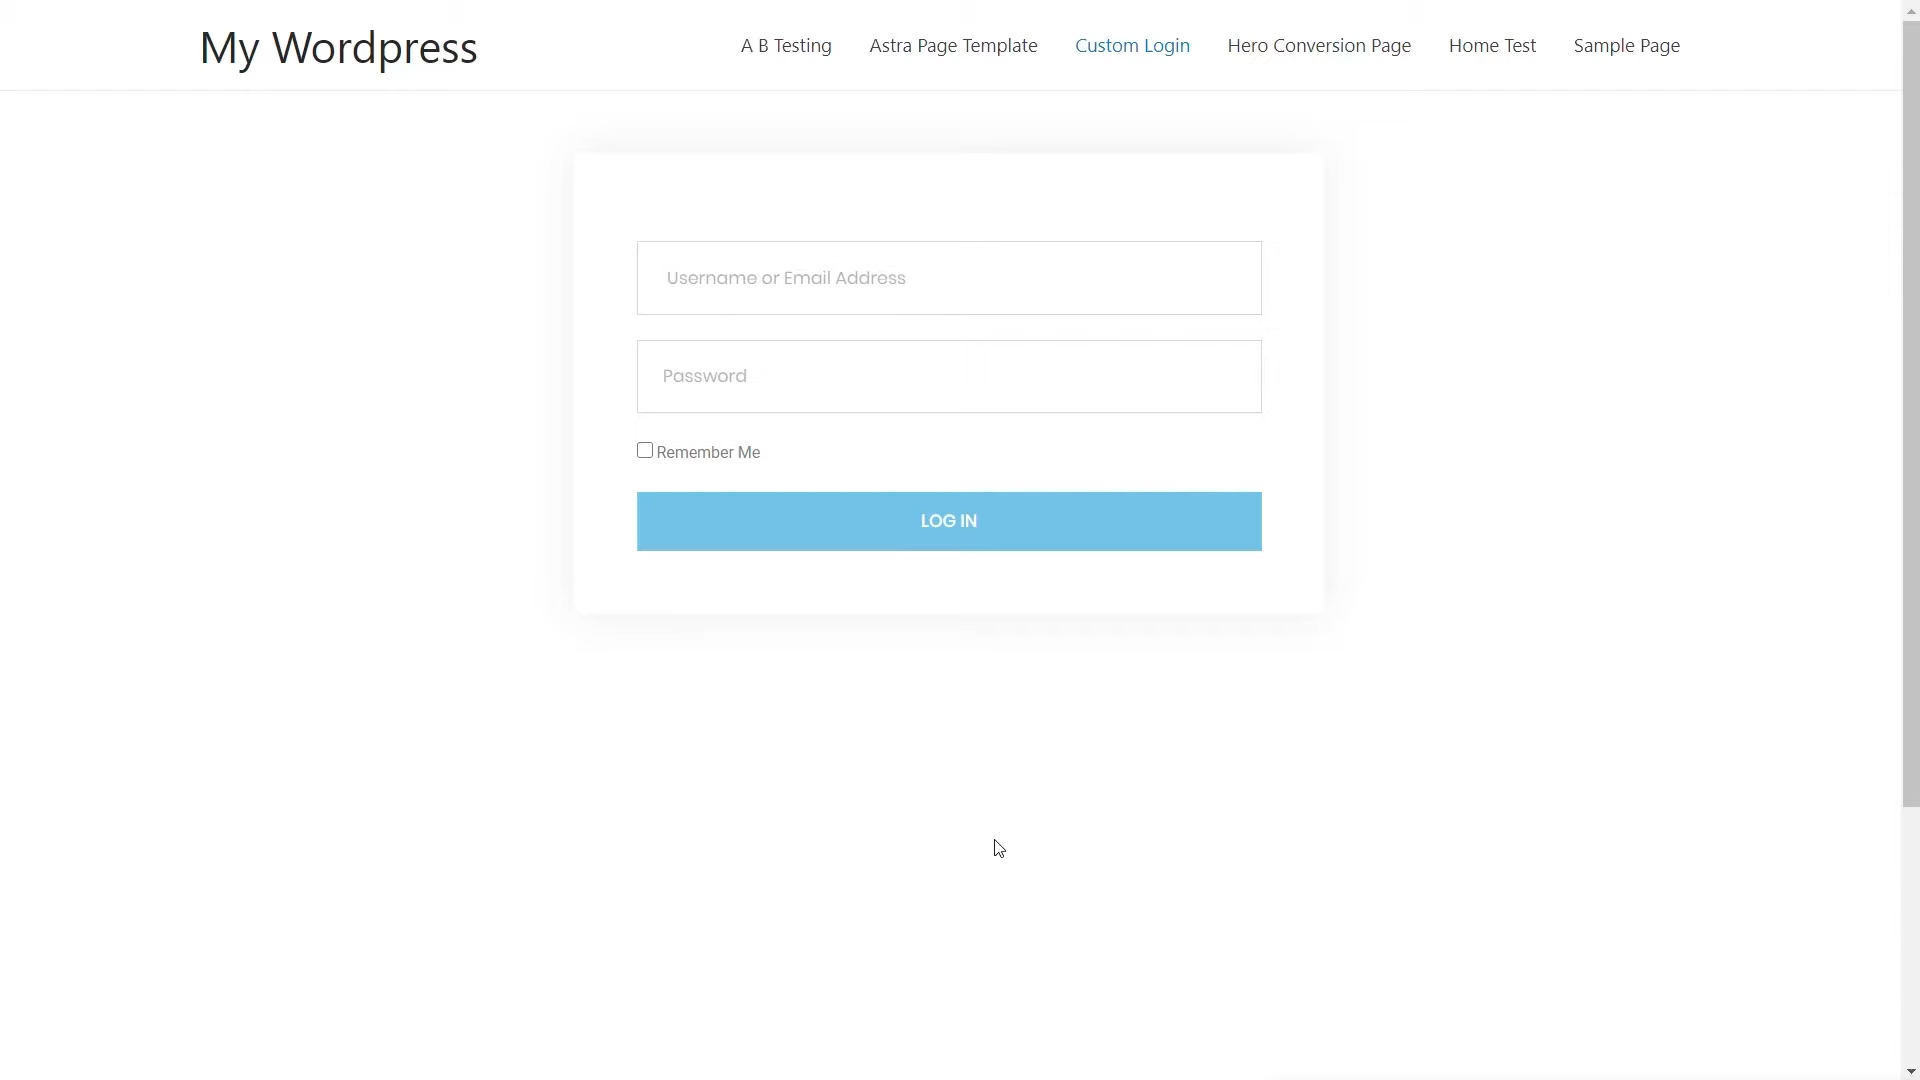 My Wordpress
A B Testing
Astra Page Template
Custom Login
Hero Conversion Page
Home Test
Sample Page
Username or Email Address
Password
Remember Me
LOG IN